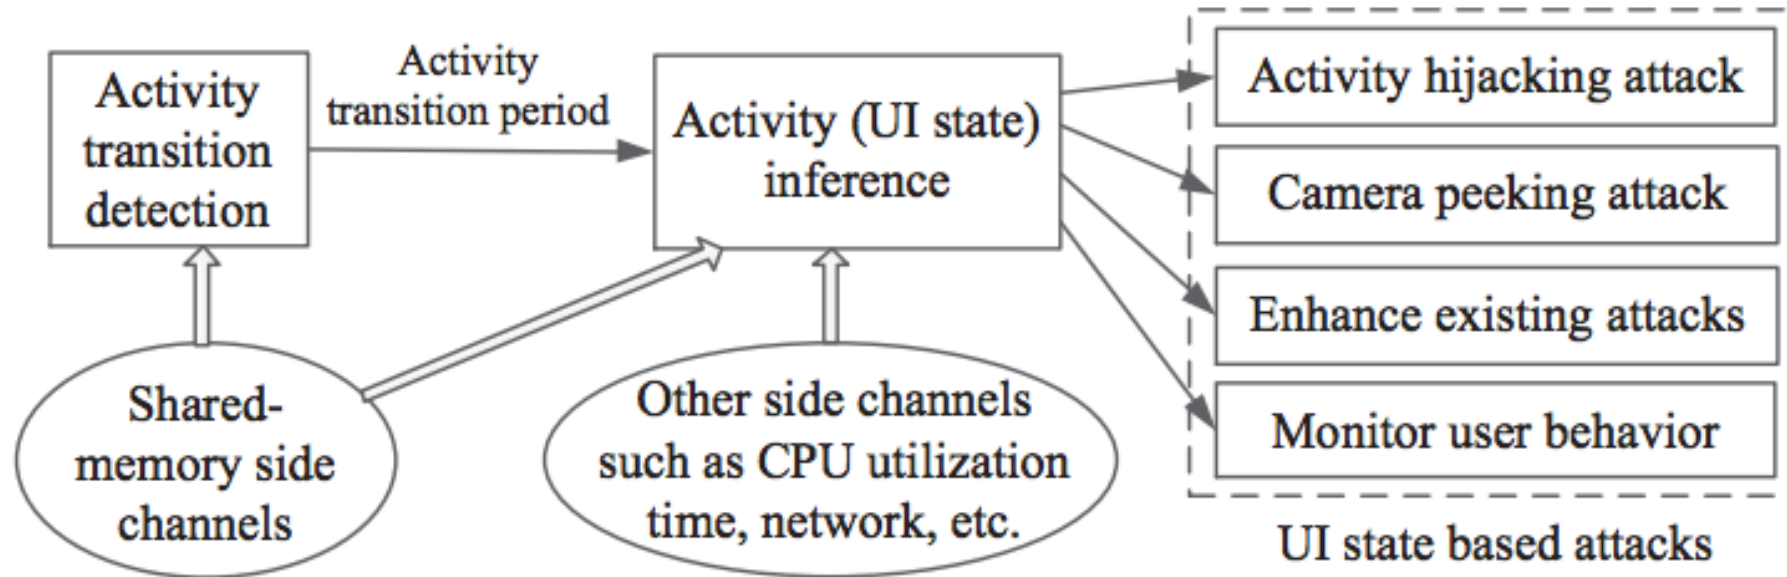 Activity
transition
detection
Activity
transition period
Activity (UI state)
inference
Activity hijacking attack
Camera peeking attack
Enhance existing attacks
Monitor user behavior
Shared-
memory side
channels
Other side channels
such as CPU utilization
time, network, etc.
UI state based attacks